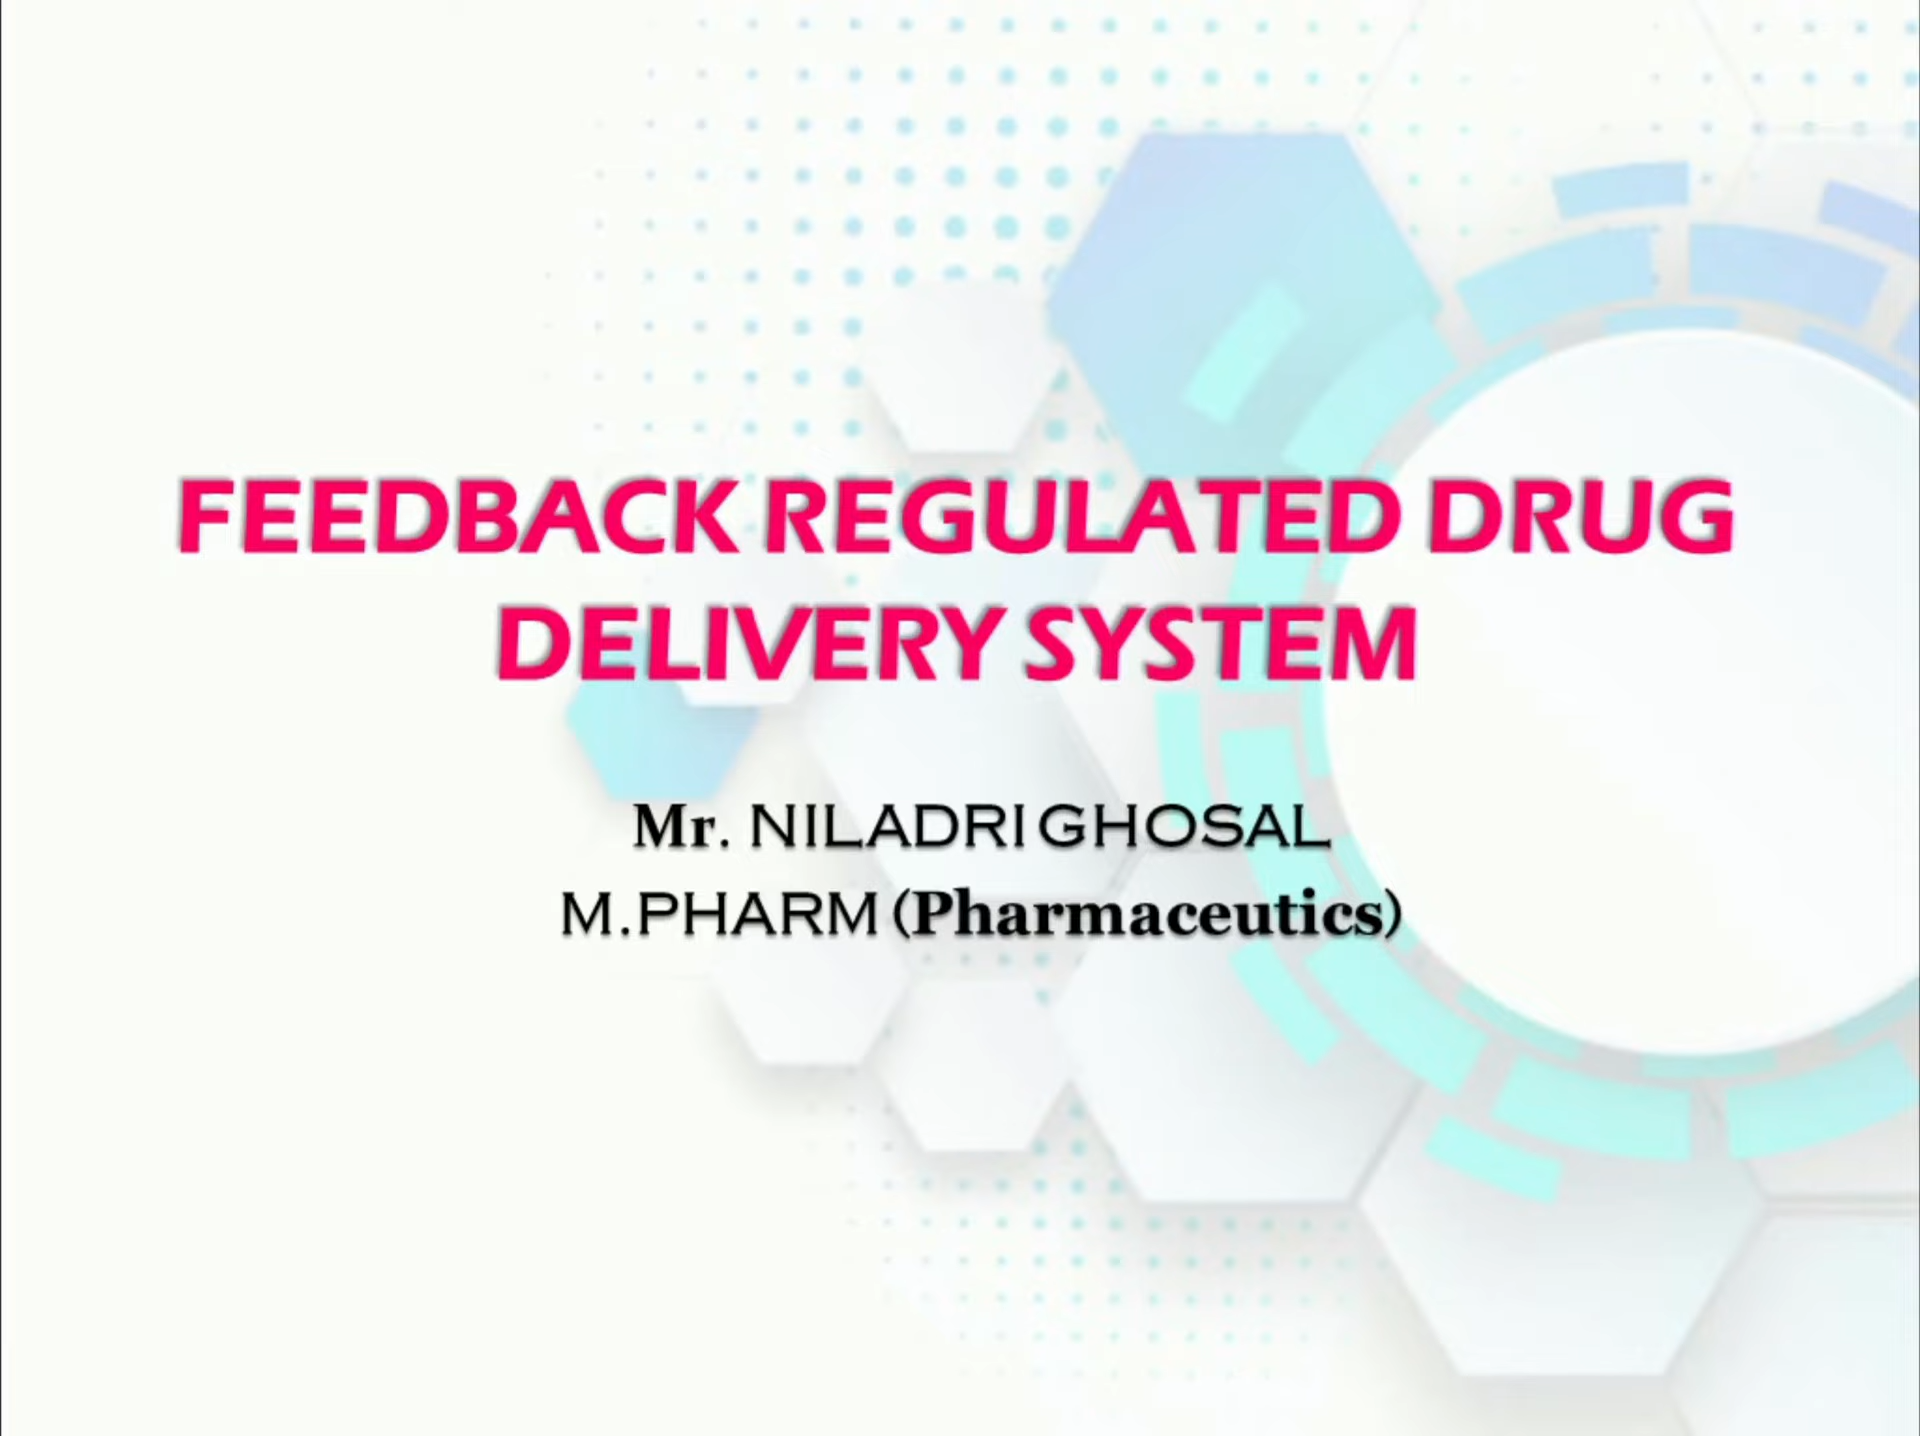 FEEDBACK REGULATED DRUG
DELIVERY SYSTEM
Mr. NILADRI GHOSAL
M.PHARM (Pharmaceutics)